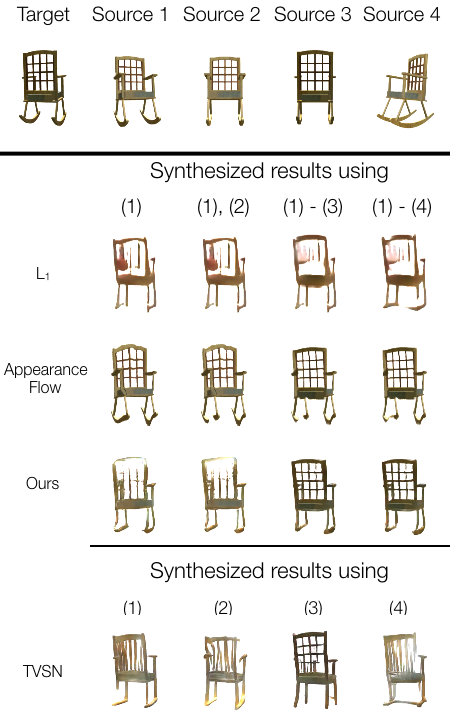 Target Source 1 Source 2 Source 3 Source 4
Synthesized results using
(1) (1), (2) (1) - (3) (1) - (4)
L₁
Appearance
Flow
Ours
Synthesized results using
(1) (2) (3) (4)
TVSN